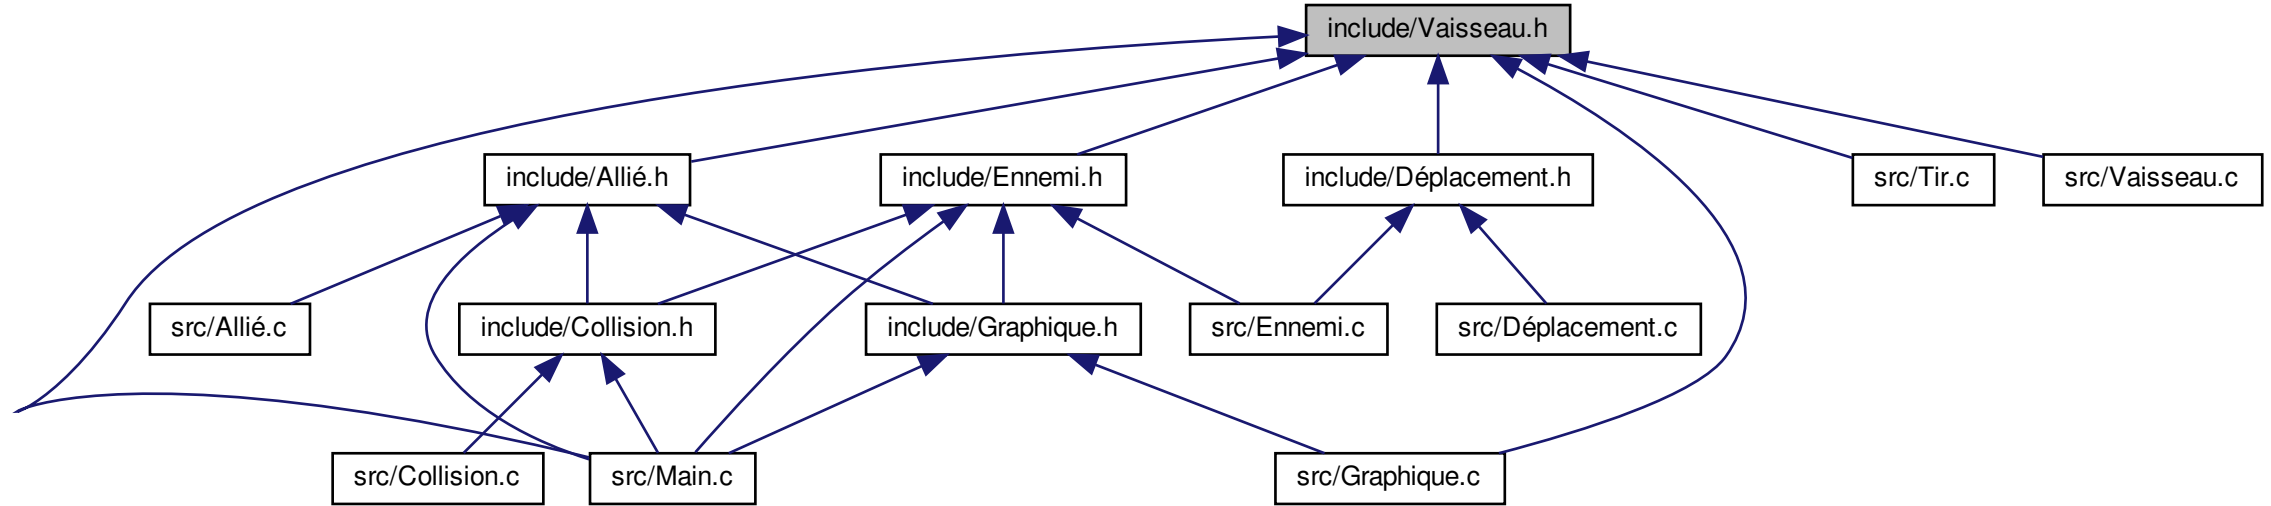 include/Vaisseau.h
include/Allié.h
include/Ennemi.h
include/Déplacement.h
src/Tir.c
src/Vaisseau.c
src/Allié.c
include/Collision.h
include/Graphique.h
src/Ennemi.c
src/Déplacement.c
src/Collision.c
src/Main.c
src/Graphique.c